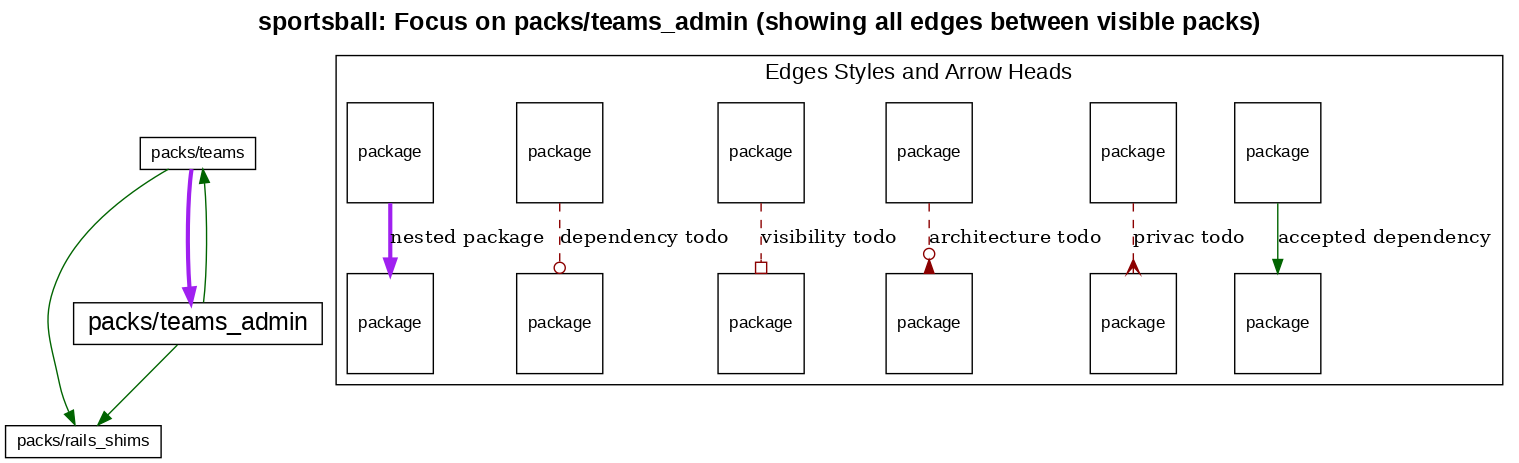 sportsball: Focus on packs/teams_admin (showing all edges between visible packs)
Edges Styles and Arrow Heads
packs/teams
packs/teams_admin
packs/rails_shims
package
package
package
package
package
package
nested package
dependency todo
visibility todo
architecture todo
privac todo
accepted dependency
package
package
package
package
package
package